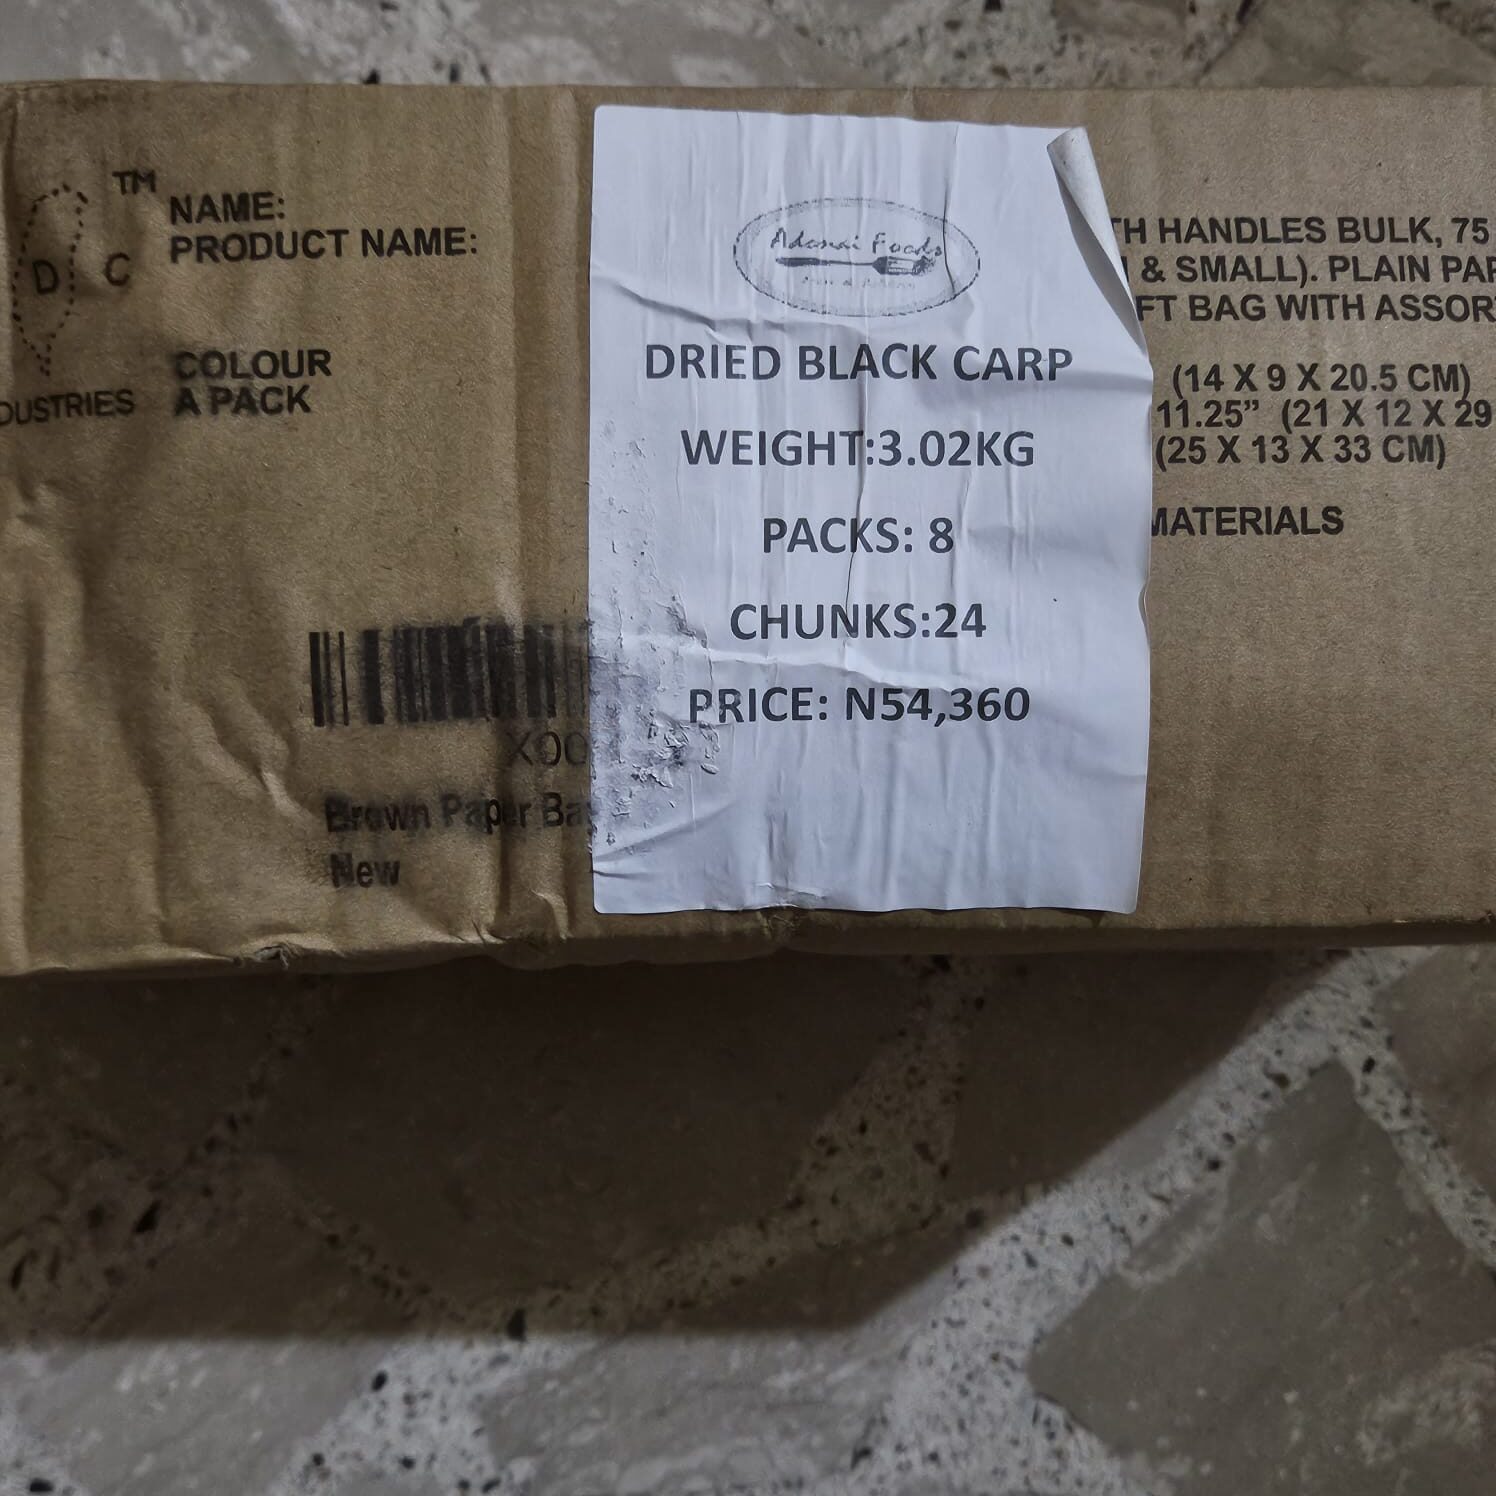 TM
D C
DUSTRIES
NAME:
PRODUCT NAME:
COLOUR
A PACK
X00
Brown Paper Ba
New
Adonai Foods
DRIED BLACK CARP
WEIGHT:3.02KG
PACKS: 8
CHUNKS:24
PRICE: N54,360
TH HANDLES BULK, 75
& SMALL). PLAIN PAP
FT BAG WITH ASSOR
(14 X 9 X 20.5 CM)
11.25” (21 X 12 X 29
(25 X 13 X 33 CM)
MATERIALS